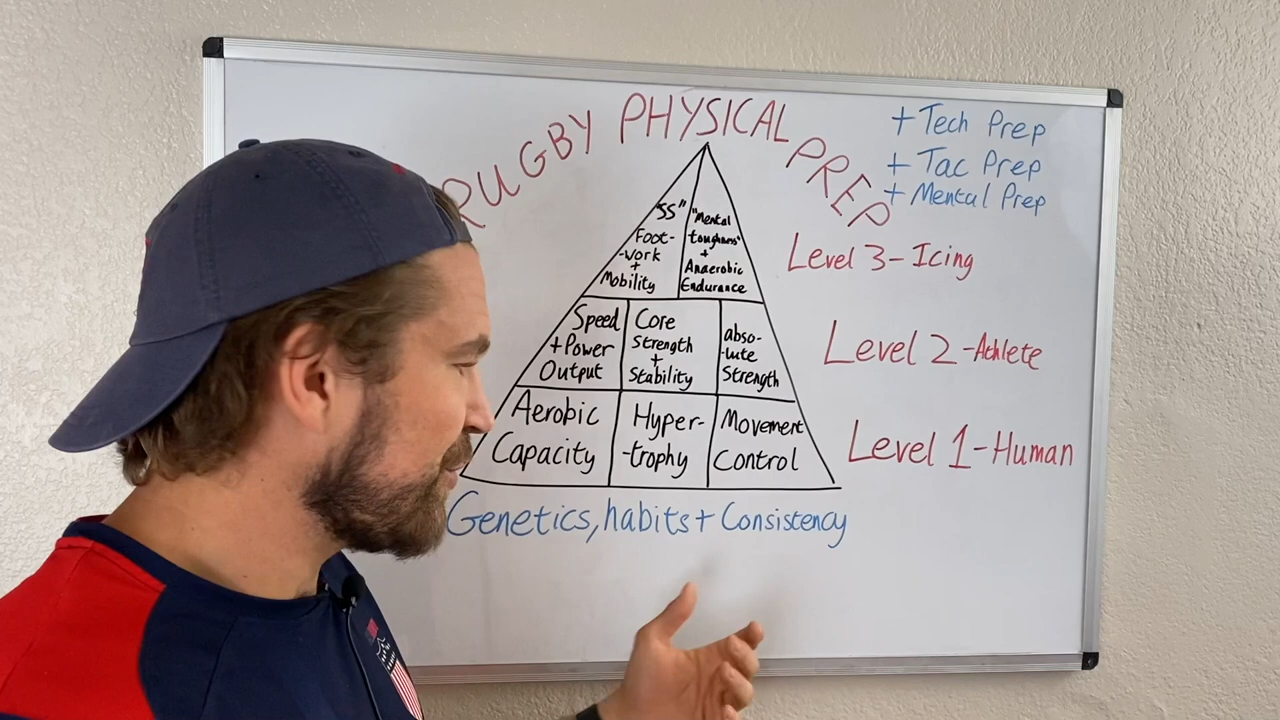 RUGBY PHYSICAL PREP
+ Tech Prep
+ Tac Prep
+ Mental Prep
"SS"
Foot-
-work
+
Mobility
"Mental
toughness"
+
Anaerobic
Endurance
Level 3-Icing
Speed
+Power
Output
Core
Strength
+
Stability
abso-
-lute
Strength
Level 2-Athlete
Aerobic
Capacity
Hyper-
-trophy
Movement
Control
Level 1-Human
Genetics, habits + Consistency